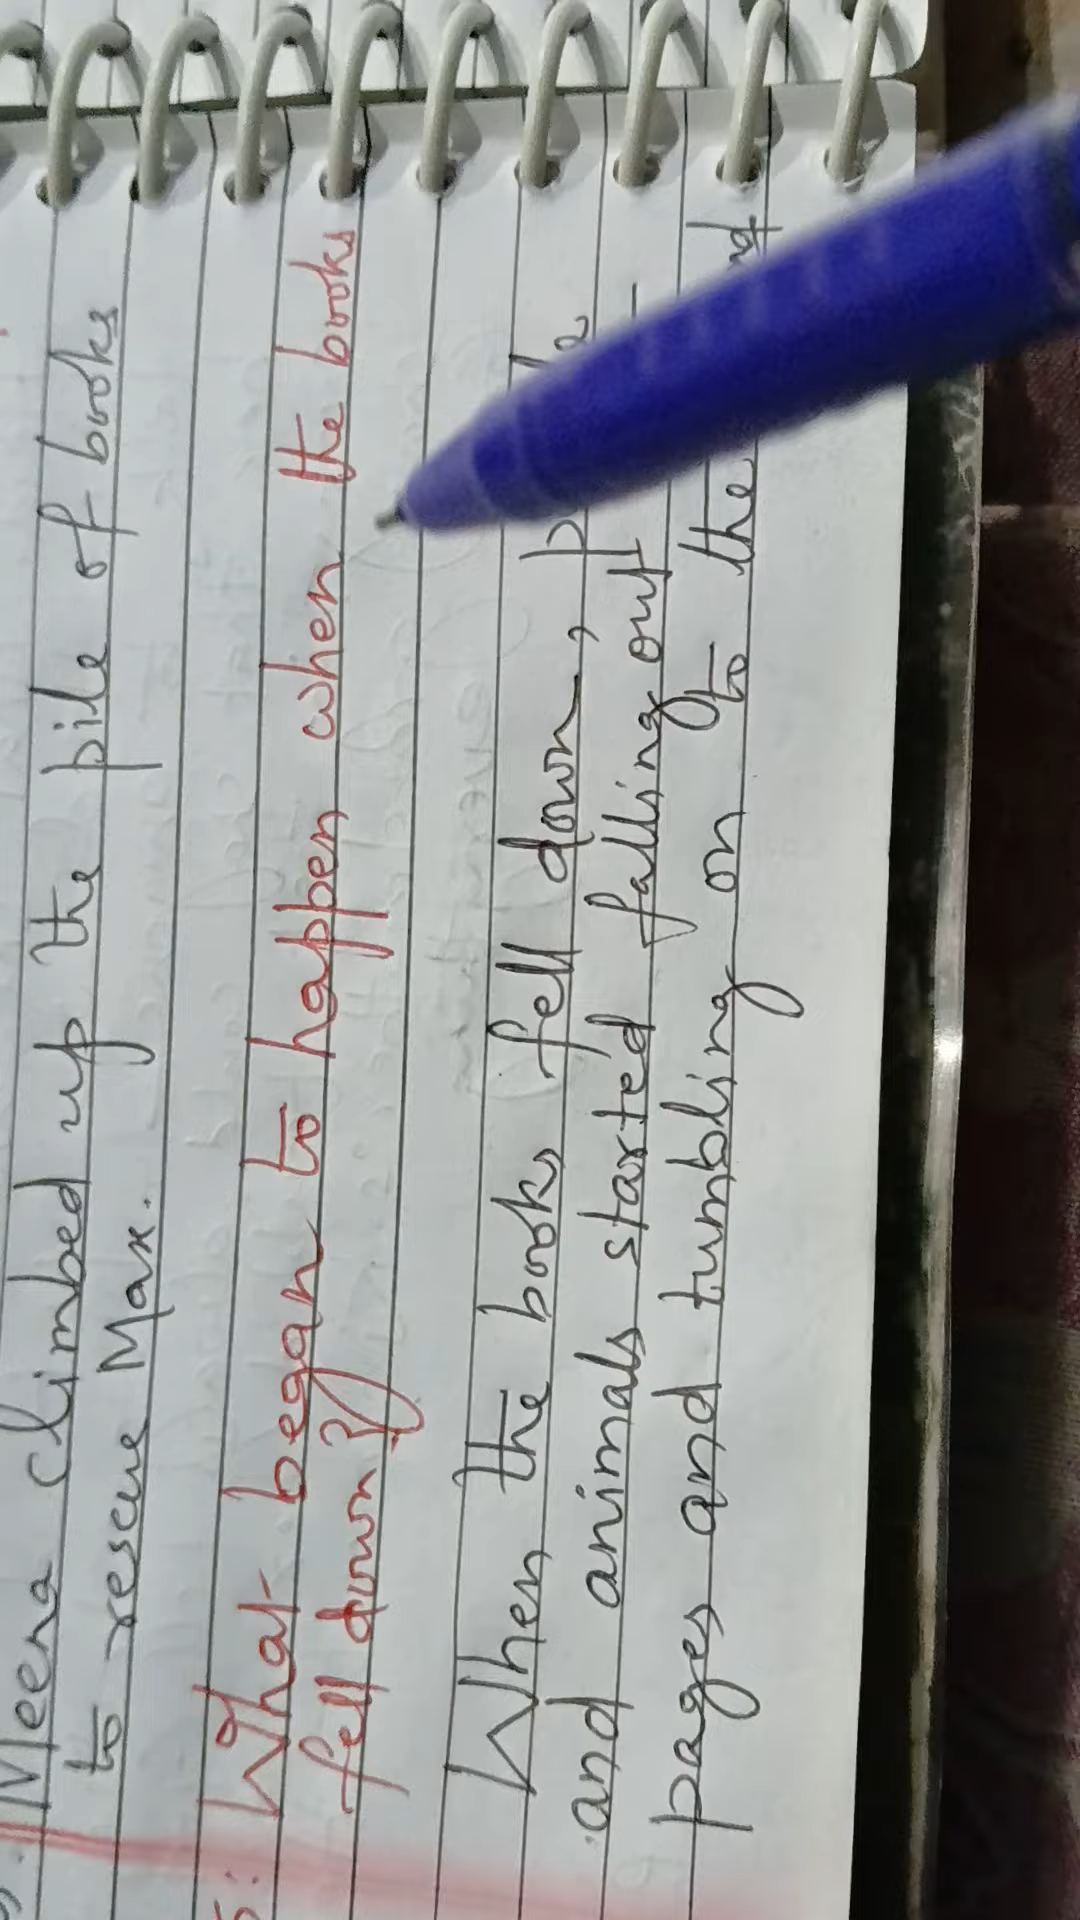 Meena climbed up the pile of books
to rescue Max.
5: What began to happen when the books
fell down?
When the books fell down,
and animals started falling out
pages and tumbling on to the